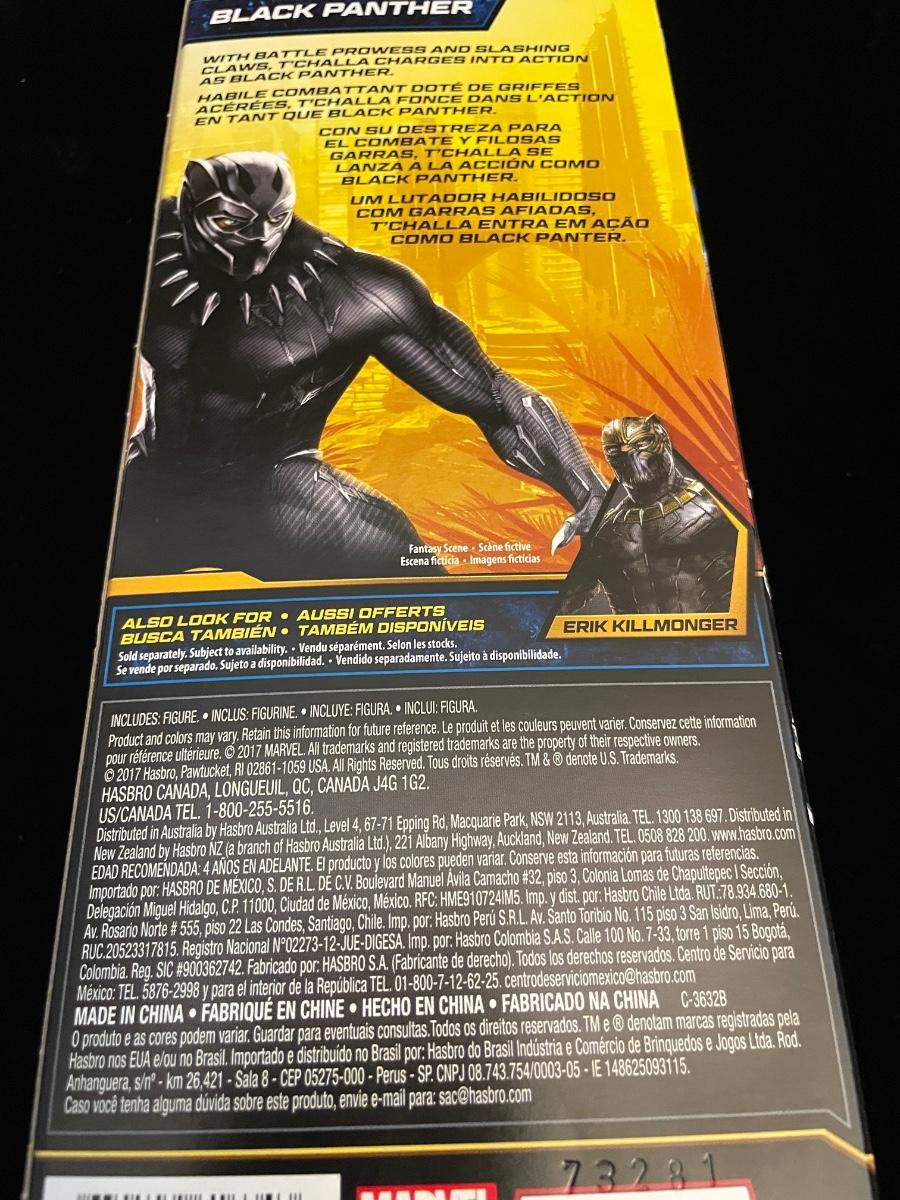 BLACK PANTHER
WITH BATTLE PROWESS AND SLASHING
CLAWS, T'CHALLA CHARGES INTO ACTION
AS BLACK PANTHER.
HABILE COMBATTANT DOTÉ DE GRIFFES
ACÉRÉES, T'CHALLA FONCE DANS L'ACTION
EN TANT QUE BLACK PANTHER.
CON SU DESTREZA PARA
EL COMBATE Y FILOSAS
GARRAS, T'CHALLA SE
LANZA A LA ACCIÓN COMO
BLACK PANTHER.
UM LUTADOR HABILIDOSO
COM GARRAS AFIADAS,
T'CHALLA ENTRA EM AÇÃO
COMO BLACK PANTER.
Fantasy Scene • Scène fictive
Escena ficticia • Imagens fictícias
ALSO LOOK FOR • AUSSI OFFERTS
BUSCA TAMBIÉN • TAMBÉM DISPONÍVEIS
ERIK KILLMONGER
Sold separately. Subject to availability. • Vendu séparément. Selon les stocks.
Se vende por separado. Sujeto a disponibilidad. • Vendido separadamente. Sujeito à disponibilidade.
INCLUDES: FIGURE. • INCLUS: FIGURINE. • INCLUYE: FIGURA. • INCLUI: FIGURA.
Product and colors may vary. Retain this information for future reference. Le produit et les couleurs peuvent varier. Conservez cette information
pour référence ultérieure. © 2017 MARVEL. All trademarks and registered trademarks are the property of their respective owners.
© 2017 Hasbro, Pawtucket, RI 02861-1059 USA. All Rights Reserved. Tous droits réservés. TM & ® denote U.S. Trademarks.
HASBRO CANADA, LONGUEUIL, QC, CANADA J4G 1G2.
US/CANADA TEL. 1-800-255-5516.
Distributed in Australia by Hasbro Australia Ltd., Level 4, 67-71 Epping Rd, Macquarie Park, NSW 2113, Australia. TEL. 1300 138 697. Distributed in
New Zealand by Hasbro NZ (a branch of Hasbro Australia Ltd.), 221 Albany Highway, Auckland, New Zealand. TEL. 0508 828 200. www.hasbro.com
EDAD RECOMENDADA: 4 AÑOS EN ADELANTE. El producto y los colores pueden variar. Conserve esta información para futuras referencias.
Importado por: HASBRO DE MÉXICO, S. DE R.L. DE C.V. Boulevard Manuel Ávila Camacho #32, piso 3, Colonia Lomas de Chapultepec I Sección,
Delegación Miguel Hidalgo, C.P. 11000, Ciudad de México, México. RFC: HME910724IM5. Imp. y dist. por: Hasbro Chile Ltda. RUT.:78.934.680-1.
Av. Rosario Norte # 555, piso 22 Las Condes, Santiago, Chile. Imp. por: Hasbro Perú S.R.L. Av. Santo Toribio No. 115 piso 3 San Isidro, Lima, Perú.
RUC.20523317815. Registro Nacional N°02273-12-JUE-DIGESA. Imp. por: Hasbro Colombia S.A.S. Calle 100 No. 7-33, torre 1 piso 15 Bogotá,
Colombia. Reg. SIC #900362742. Fabricado por: HASBRO S.A. (Fabricante de derecho). Todos los derechos reservados. Centro de Servicio para
México: TEL. 5876-2998 y para el interior de la República TEL. 01-800-7-12-62-25. centrodeserviciomexico@hasbro.com
MADE IN CHINA • FABRIQUÉ EN CHINE • HECHO EN CHINA • FABRICADO NA CHINA C-3632B
O produto e as cores podem variar. Guardar para eventuais consultas.Todos os direitos reservados. TM e ® denotam marcas registradas pela
Hasbro nos EUA e/ou no Brasil. Importado e distribuído no Brasil por: Hasbro do Brasil Indústria e Comércio de Brinquedos e Jogos Ltda. Rod.
Anhanguera, s/nº - km 26,421 - Sala 8 - CEP 05275-000 - Perus - SP. CNPJ 08.743.754/0003-05 - IE 148625093115.
Caso você tenha alguma dúvida sobre este produto, envie e-mail para: sac@hasbro.com
73281
MARVEL